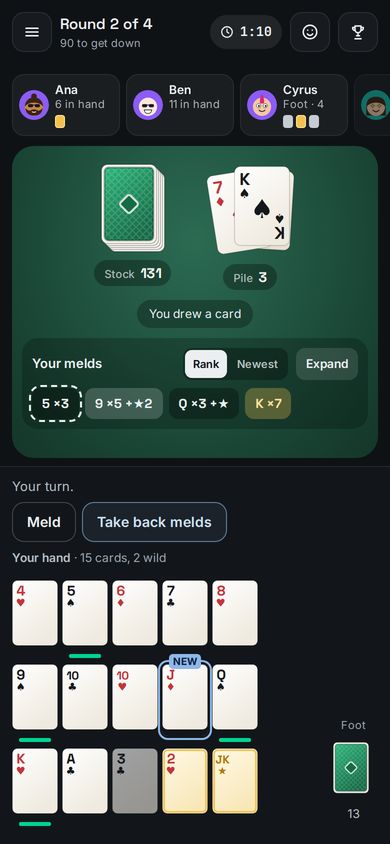 Round 2 of 4
90 to get down
1:10
Ana
6 in hand
Ben
11 in hand
Cyrus
Foot · 4
7
K
K
Stock 131
Pile 3
You drew a card
Your melds
Rank
Newest
Expand
5 ×3
9 ×5 +★2
Q ×3 +★
K ×7
Your turn.
Meld
Take back melds
Your hand · 15 cards, 2 wild
4
5
6
7
8
NEW
9
10
10
J
Q
Foot
K
A
3
2
JK
13